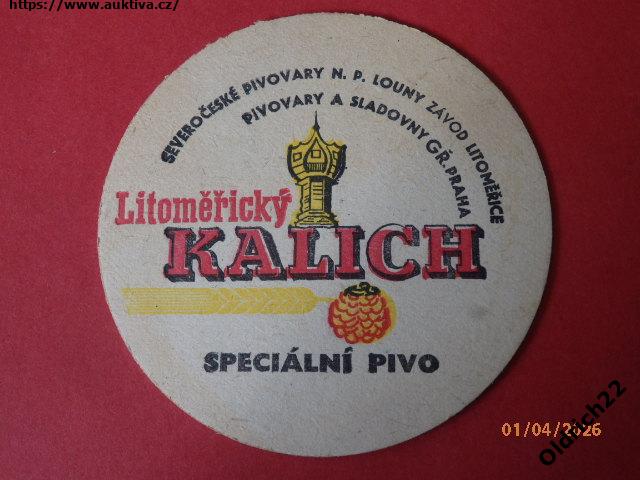 https://www.auktiva.cz/
SEVEROČESKÉ PIVOVARY N. P. LOUNY ZÁVOD LITOMĚŘICE
PIVOVARY A SLADOVNY GŘ. PRAHA
Litoměřický
KALICH
SPECIÁLNÍ PIVO
01/04/2026
Oldrich22